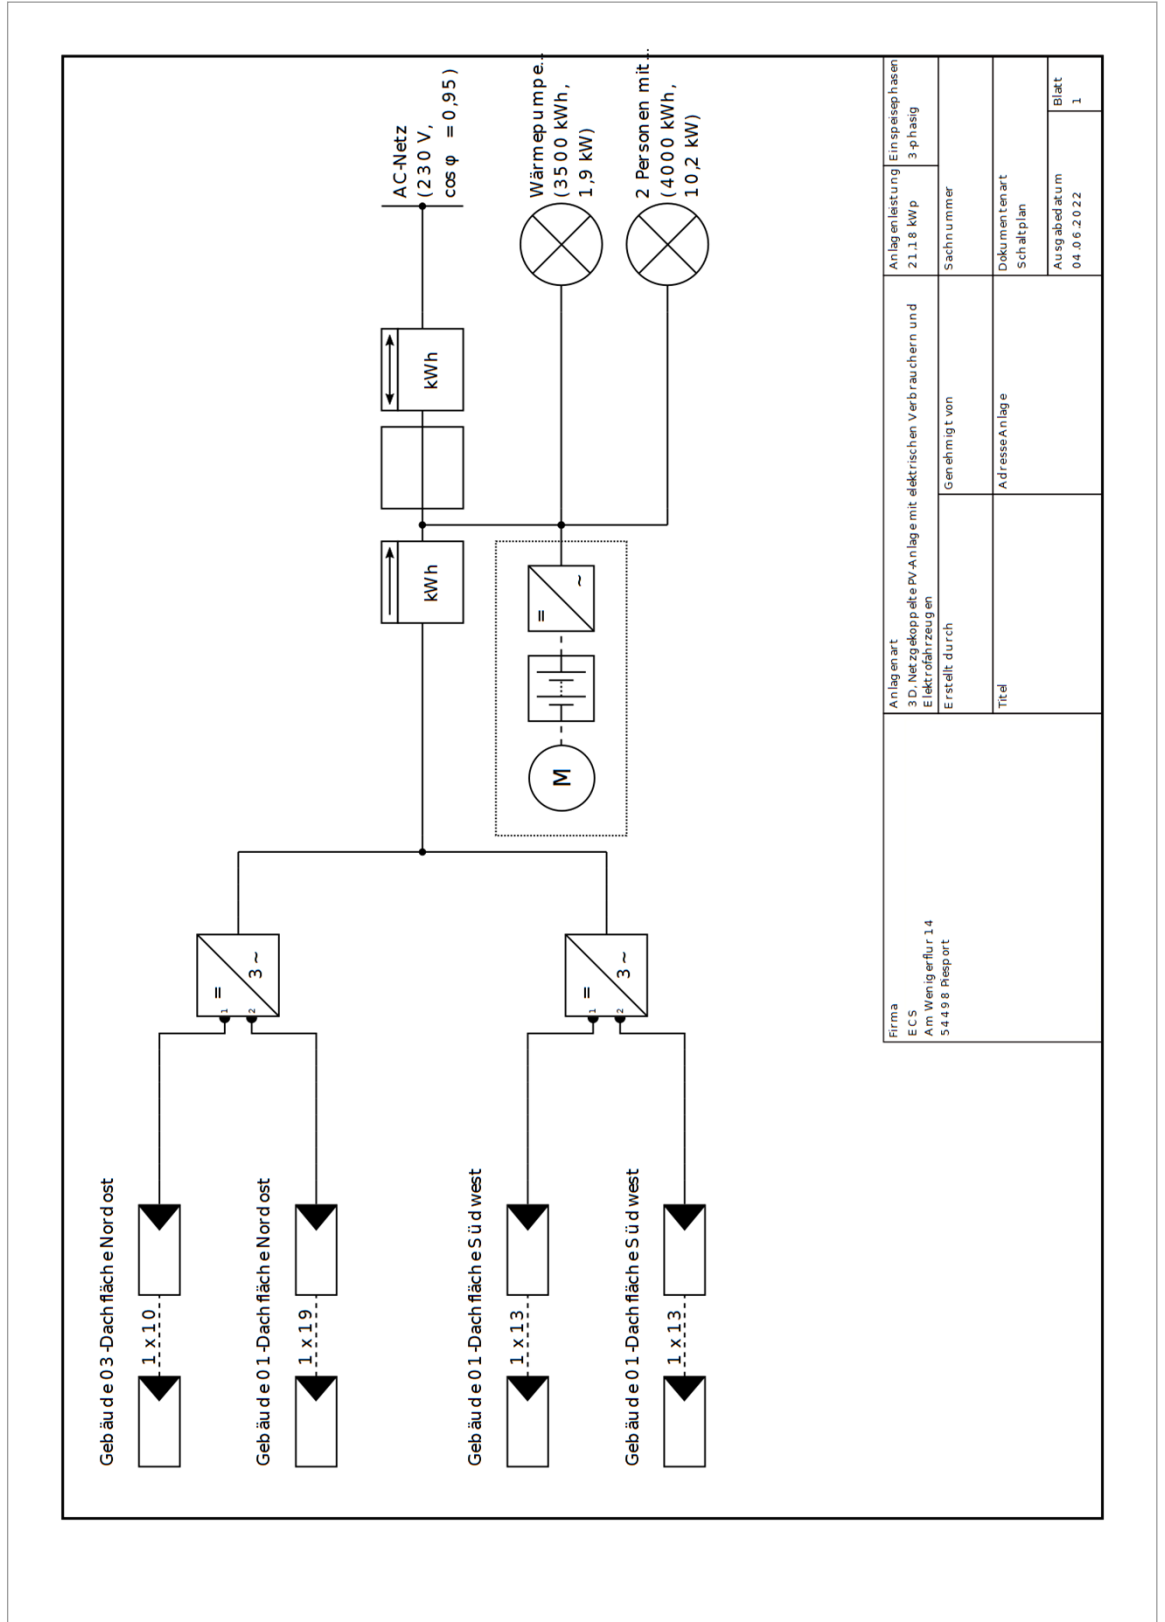 Gebäude 03-Dachfläche Nordost
1 x 10
Gebäude 01-Dachfläche Nordost
1 x 19
Gebäude 01-Dachfläche Südwest
1 x 13
Gebäude 01-Dachfläche Südwest
1 x 13
1
2
=
3 ~
1
2
=
3 ~
M
=
~
kWh
kWh
AC-Netz
(230 V,
cos φ = 0,95)
Wärmepumpe...
(3500 kWh,
1,9 kW)
2 Personen mit...
(4000 kWh,
10,2 kW)
Firma
ECS
Am Wenigerflur 14
54498 Piesport
Anlagenart
3D, Netzgekoppelte PV-Anlage mit elektrischen Verbrauchern und
Elektrofahrzeugen
Anlagenleistung
21,18 kWp
Einspeisephasen
3-phasig
Erstellt durch
Genehmigt von
Sachnummer
Titel
Adresse Anlage
Dokumentenart
Schaltplan
Ausgabedatum
04.06.2022
Blatt
1